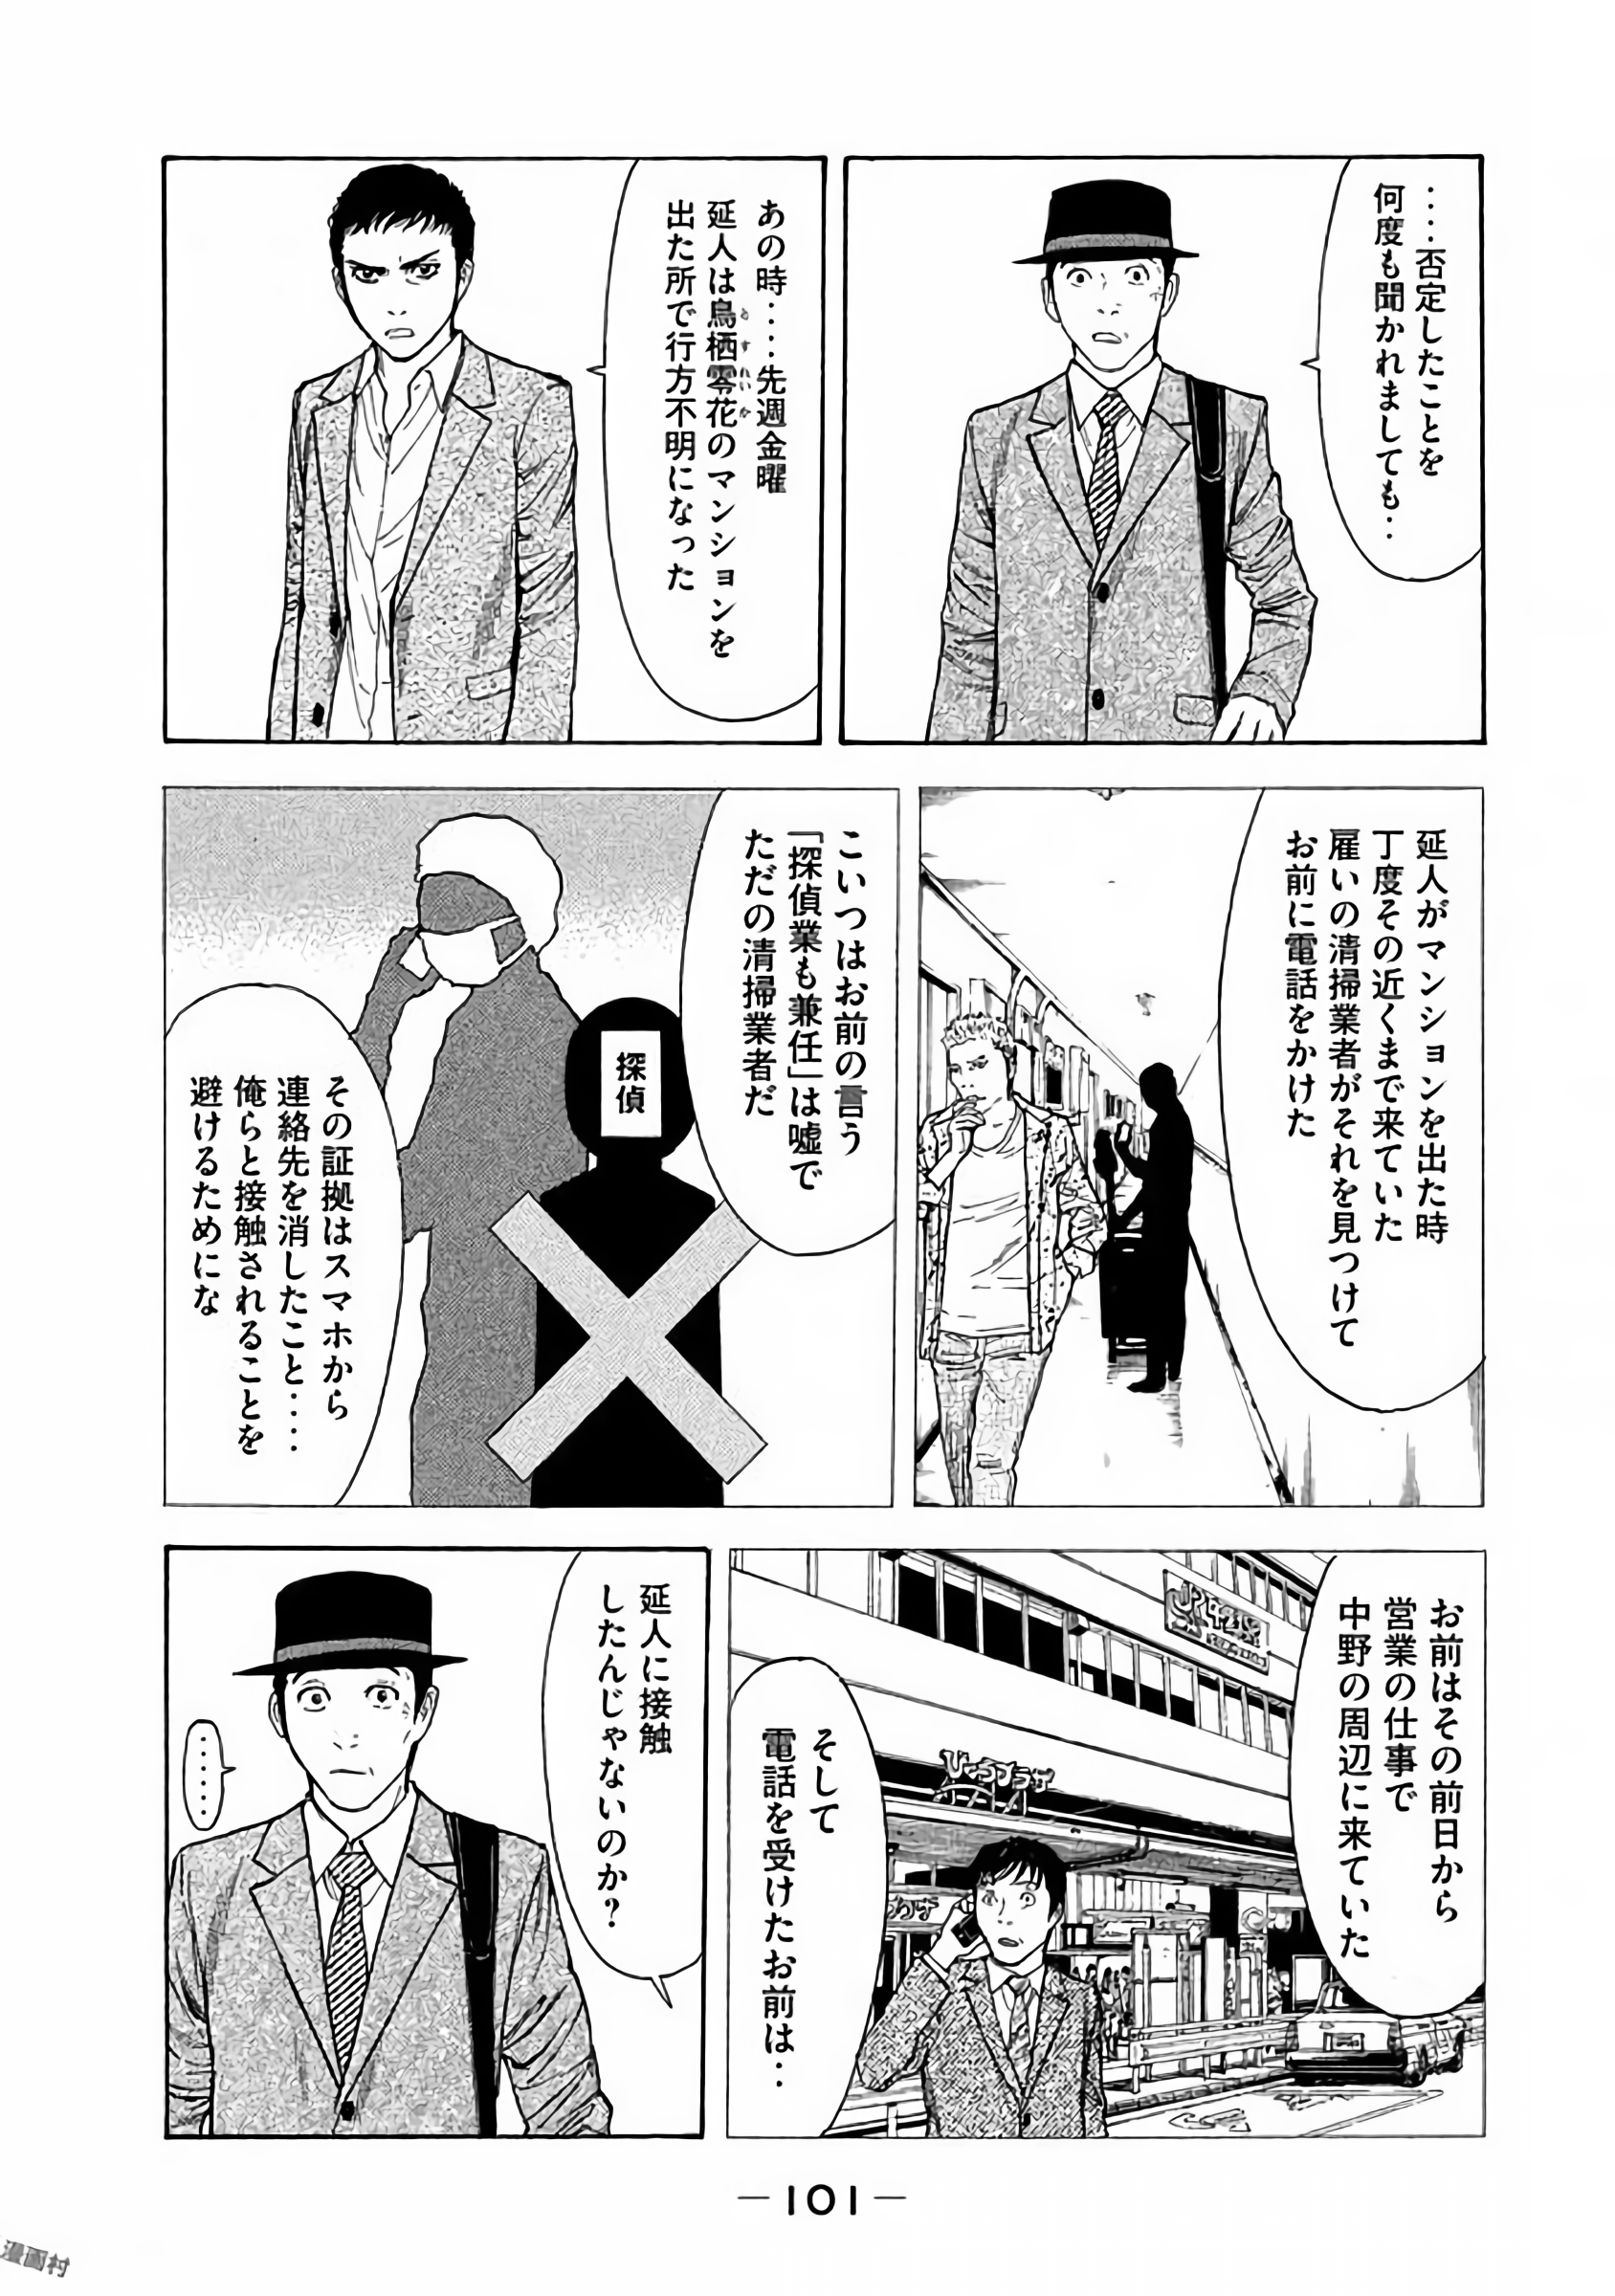 ・・・・否定したことを
何度も聞かれましても・・
あの時・・・・先週金曜
延人は鳥栖零花のマンションを
とすれいか
出た所で行方不明になった
延人がマンションを出た時
丁度その近くまで来ていた
雇いの清掃業者がそれを見つけて
お前に電話をかけた
こいつはお前の言う
「探偵業も兼任」は嘘で
ただの清掃業者だ
探偵
その証拠はスマホから
連絡先を消したこと・・・・
俺らと接触されることを
避けるためにな
お前はその前日から
営業の仕事で
中野の周辺に来ていた
そして
電話を受けたお前は・・
延人に接触
したんじゃないのか?
・・・・・・
—101—
漫画村